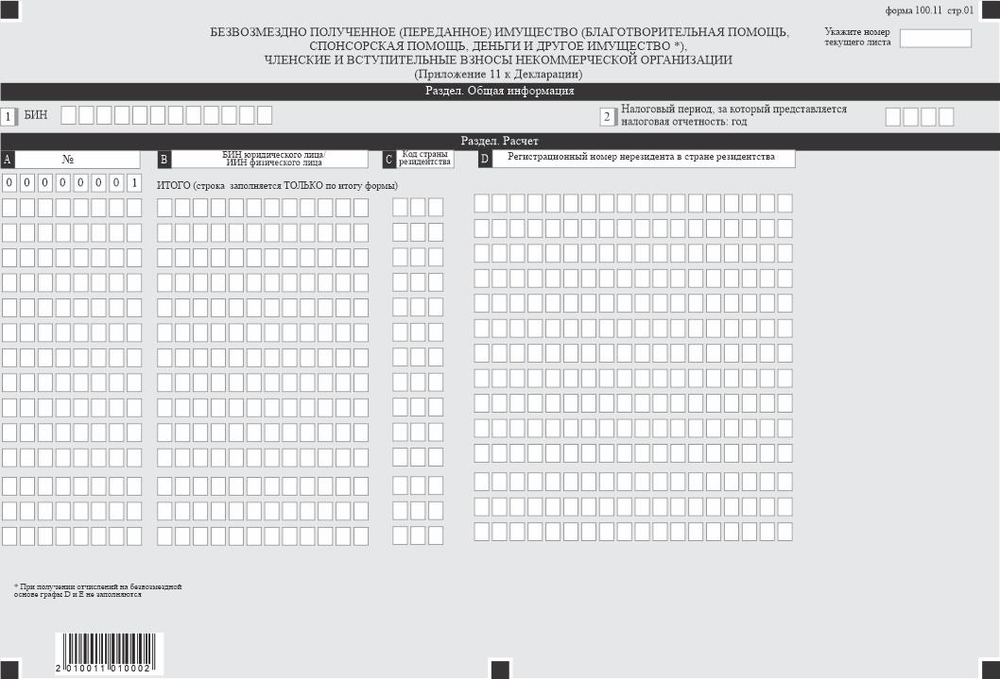 форма 100.11 стр.01
БЕЗВОЗМЕЗДНО ПОЛУЧЕННОЕ (ПЕРЕДАННОЕ) ИМУЩЕСТВО (БЛАГОТВОРИТЕЛЬНАЯ ПОМОЩЬ,
СПОНСОРСКАЯ ПОМОЩЬ, ДЕНЬГИ И ДРУГОЕ ИМУЩЕСТВО *),
ЧЛЕНСКИЕ И ВСТУПИТЕЛЬНЫЕ ВЗНОСЫ НЕКОММЕРЧЕСКОЙ ОРГАНИЗАЦИИ
(Приложение 11 к Декларации)
Укажите номер
текущего листа
Раздел. Общая информация
1 БИН
2 Налоговый период, за который представляется
налоговая отчетность: год
Раздел. Расчет
A №
B БИН юридического лица/
ИИН физического лица
C Код страны
резидентства
D Регистрационный номер нерезидента в стране резидентства
0 0 0 0 0 0 0 1 ИТОГО (строка заполняется ТОЛЬКО по итогу формы)
* При получении отчислений на безвозмездной
основе графы D и E не заполняются
2 010011 010002